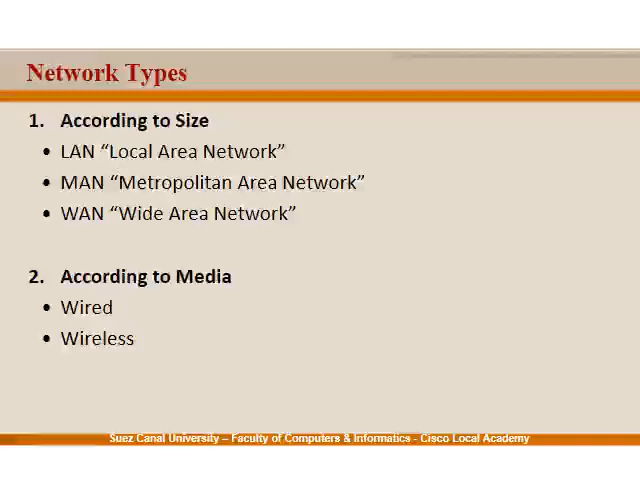 Network Types
1. According to Size
• LAN “Local Area Network”
• MAN “Metropolitan Area Network”
• WAN “Wide Area Network”
2. According to Media
• Wired
• Wireless
Suez Canal University – Faculty of Computers & Informatics - Cisco Local Academy